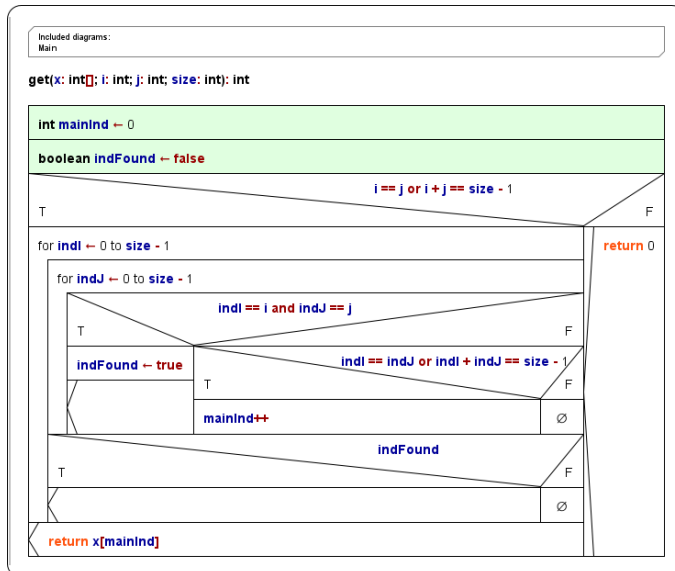 Included diagrams:
Main
get(x: int[]; i: int; j: int; size: int): int
int mainInd ← 0
boolean indFound ← false
i == j or i + j == size - 1
T F
for indI ← 0 to size - 1
return 0
for indJ ← 0 to size - 1
indI == i and indJ == j
T F
indFound ← true
indI == indJ or indI + indJ == size - 1
T F
mainInd++
∅
indFound
T F
∅
return x[mainInd]